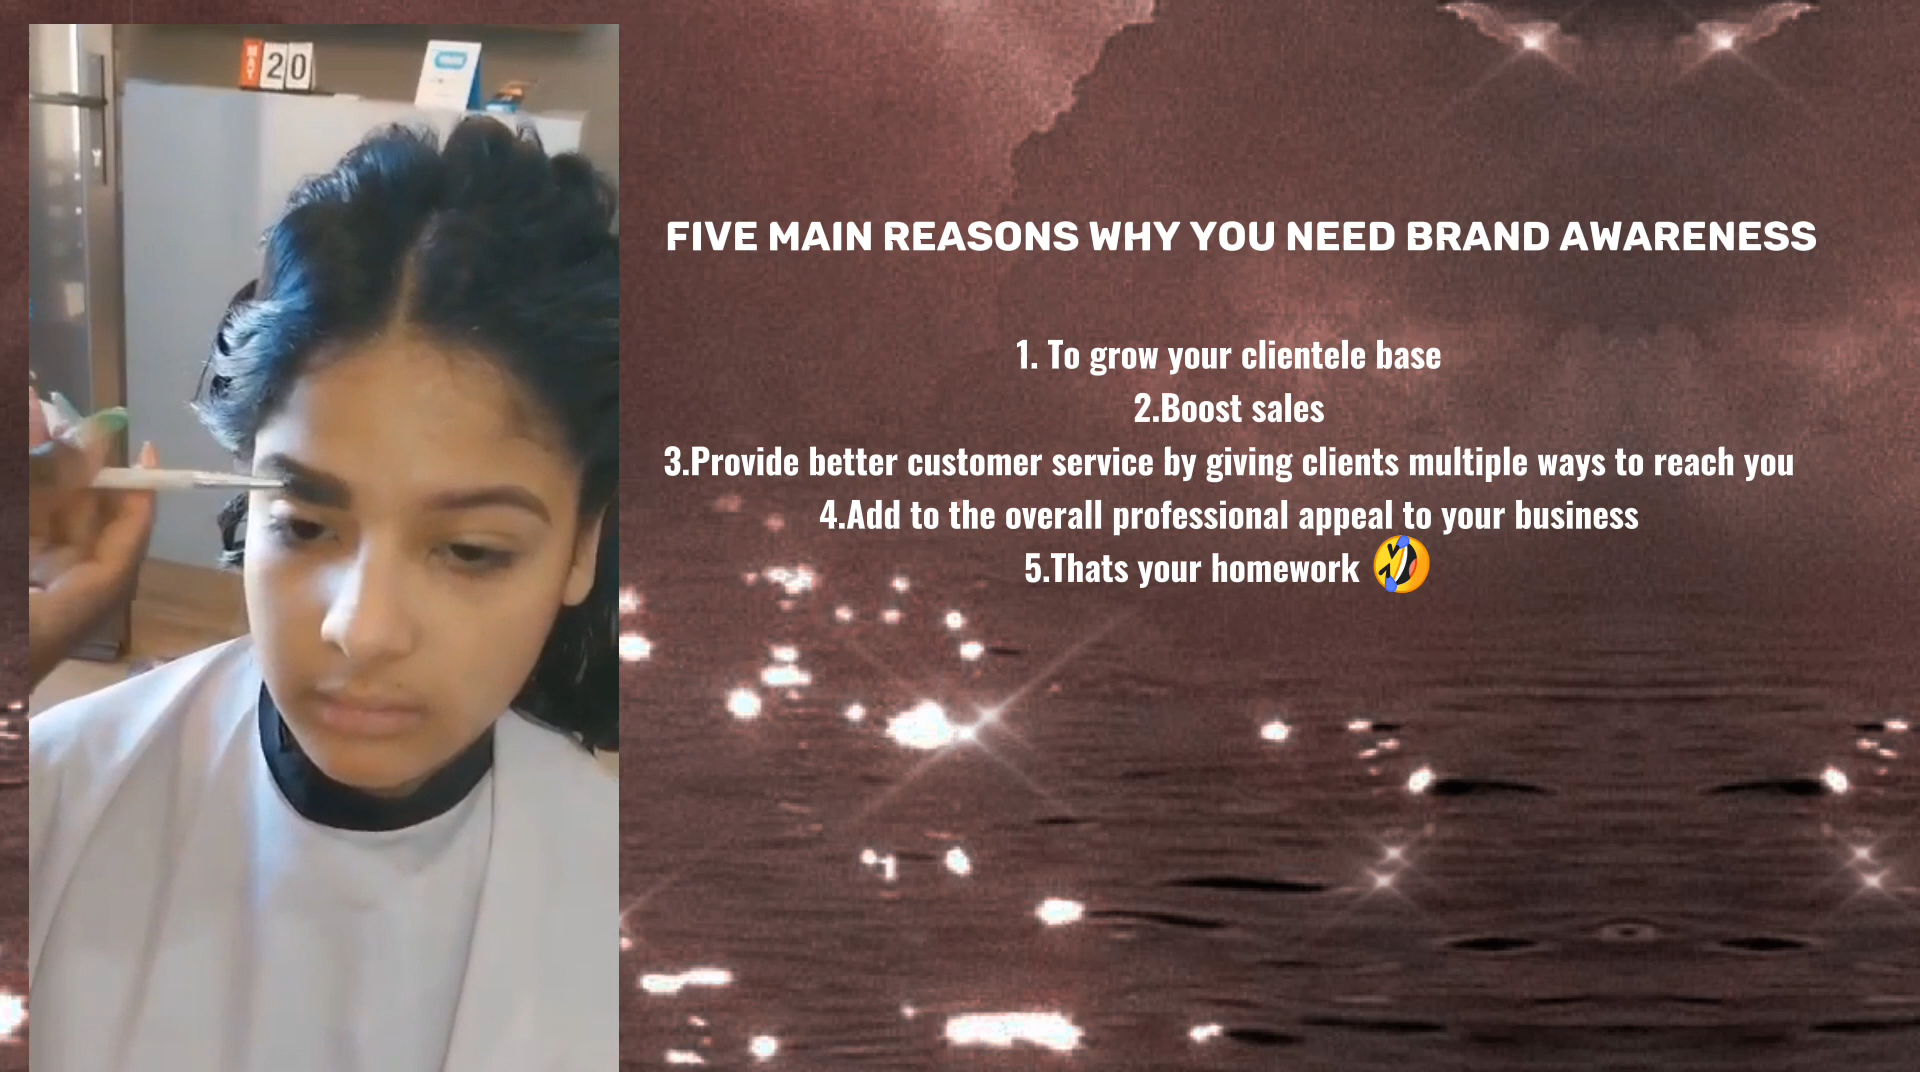 MAY
20
FIVE MAIN REASONS WHY YOU NEED BRAND AWARENESS
1. To grow your clientele base
2.Boost sales
3.Provide better customer service by giving clients multiple ways to reach you
4.Add to the overall professional appeal to your business
5.Thats your homework 🤣